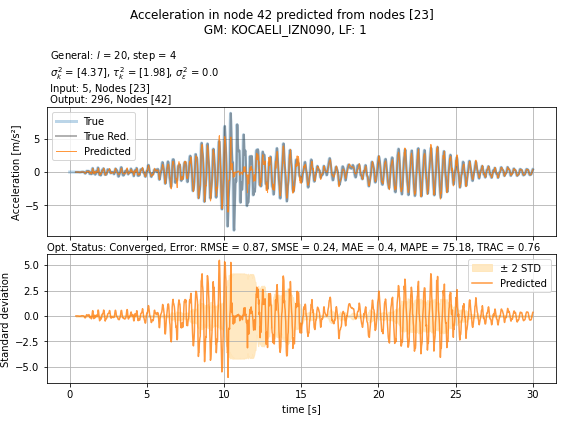 Acceleration in node 42 predicted from nodes [23]
GM: KOCAELI_IZN090, LF: 1
General: l = 20, step = 4
σ²ₖ = [4.37], τ²ₖ = [1.98], σ²ε = 0.0
Input: 5, Nodes [23]
Output: 296, Nodes [42]
True
True Red.
Predicted
Acceleration [m/s²]
5
0
−5
Opt. Status: Converged, Error: RMSE = 0.87, SMSE = 0.24, MAE = 0.4, MAPE = 75.18, TRAC = 0.76
± 2 STD
Predicted
Standard deviation
5.0
2.5
0.0
−2.5
−5.0
0 5 10 15 20 25 30
time [s]